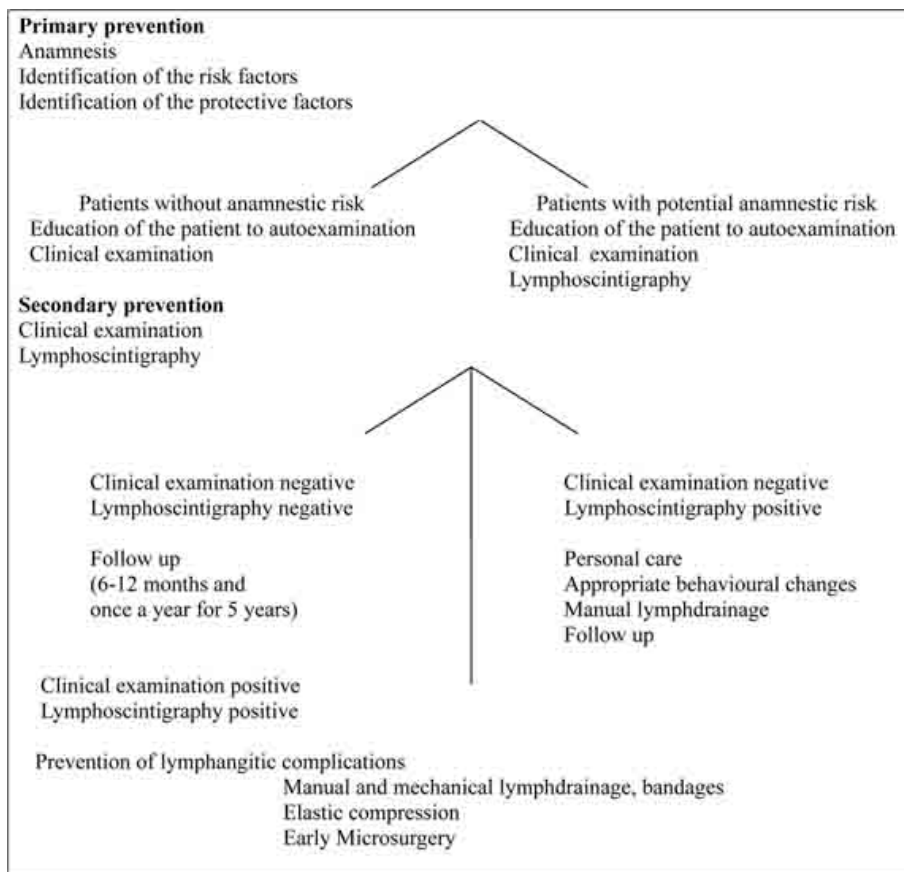 Primary prevention
Anamnesis
Identification of the risk factors
Identification of the protective factors
Patients without anamnestic risk
Education of the patient to autoexamination
Clinical examination
Patients with potential anamnestic risk
Education of the patient to autoexamination
Clinical examination
Lymphoscintigraphy
Secondary prevention
Clinical examination
Lymphoscintigraphy
Clinical examination negative
Lymphoscintigraphy negative
Follow up
(6-12 months and
once a year for 5 years)
Clinical examination negative
Lymphoscintigraphy positive
Personal care
Appropriate behavioural changes
Manual lymphdrainage
Follow up
Clinical examination positive
Lymphoscintigraphy positive
Prevention of lymphangitic complications
Manual and mechanical lymphdrainage, bandages
Elastic compression
Early Microsurgery